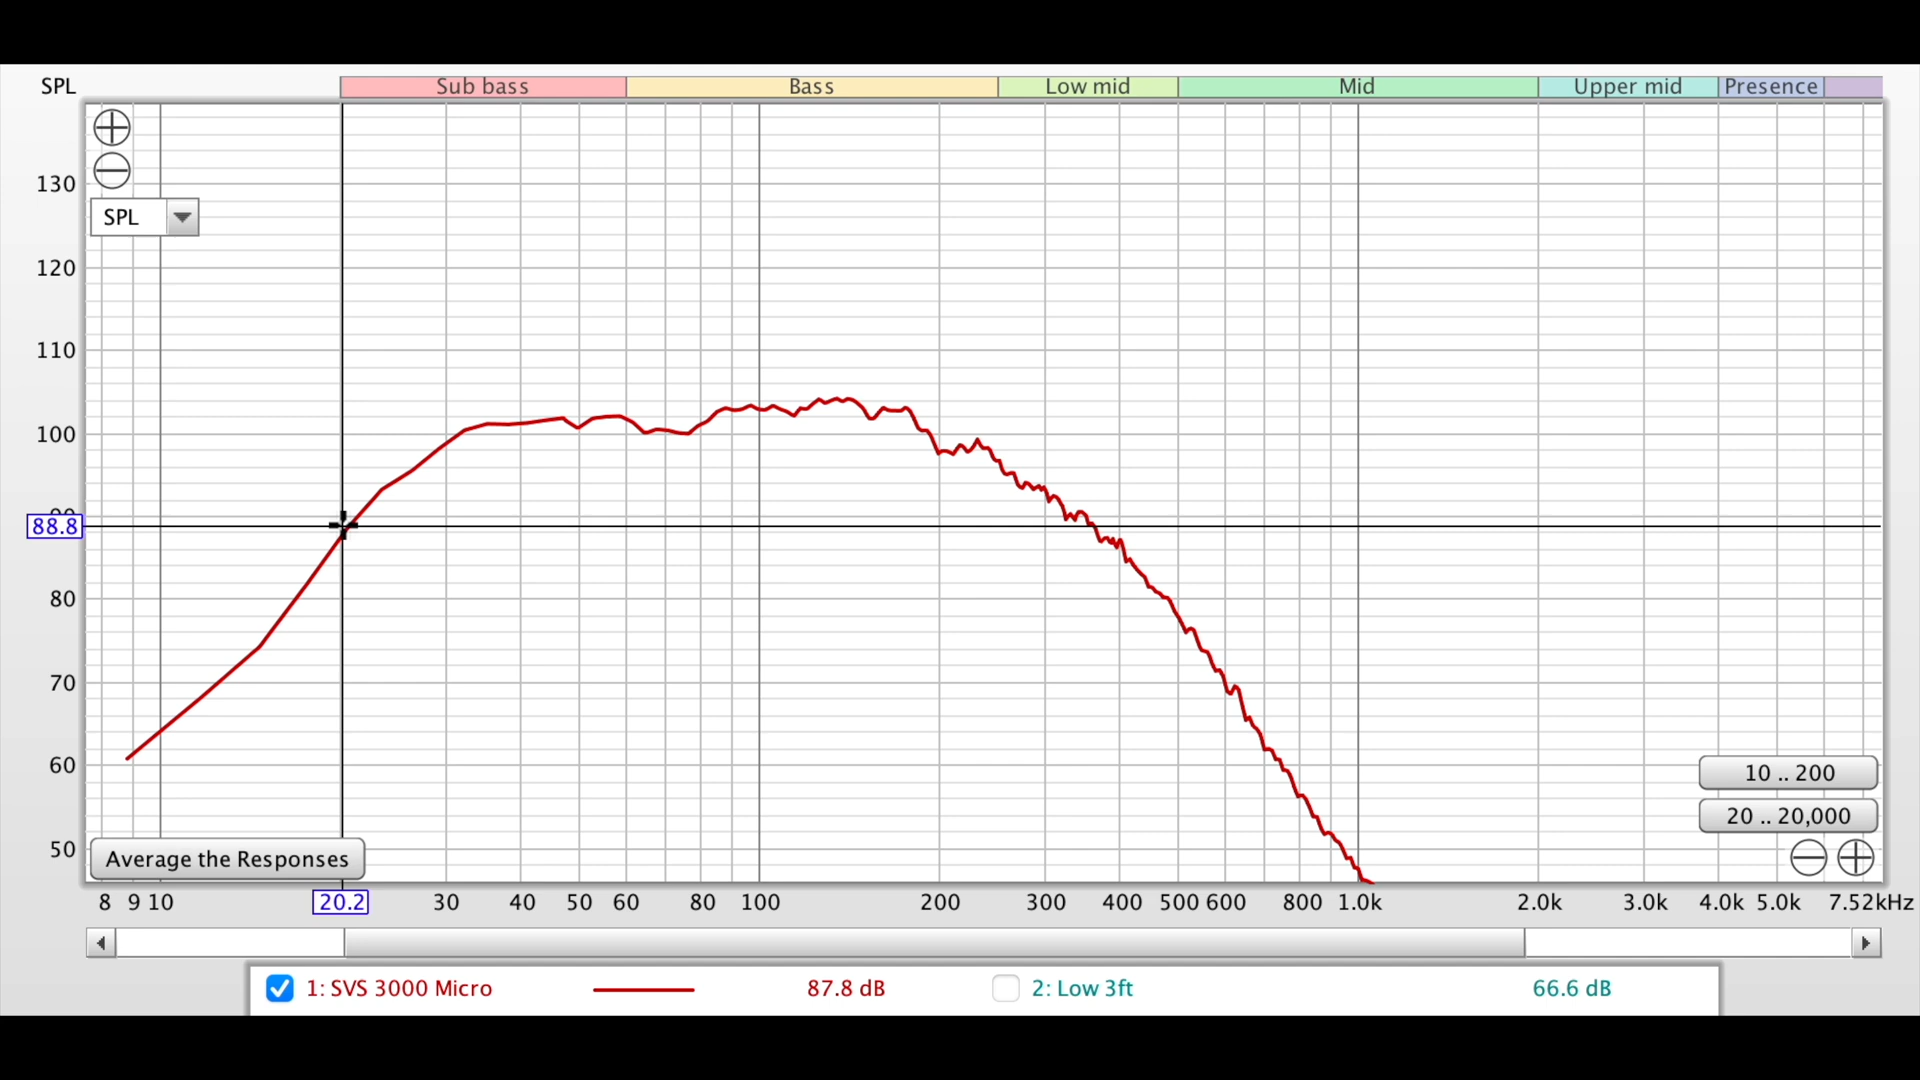 SPL
Sub bass Bass Low mid Mid Upper mid Presence
SPL
130
120
110
100
88.8
80
70
60
50
10 .. 200
20 .. 20,000
Average the Responses
8 9 10 20.2 30 40 50 60 80 100 200 300 400 500 600 800 1.0k 2.0k 3.0k 4.0k 5.0k 7.52kHz
1: SVS 3000 Micro 87.8 dB 2: Low 3ft 66.6 dB